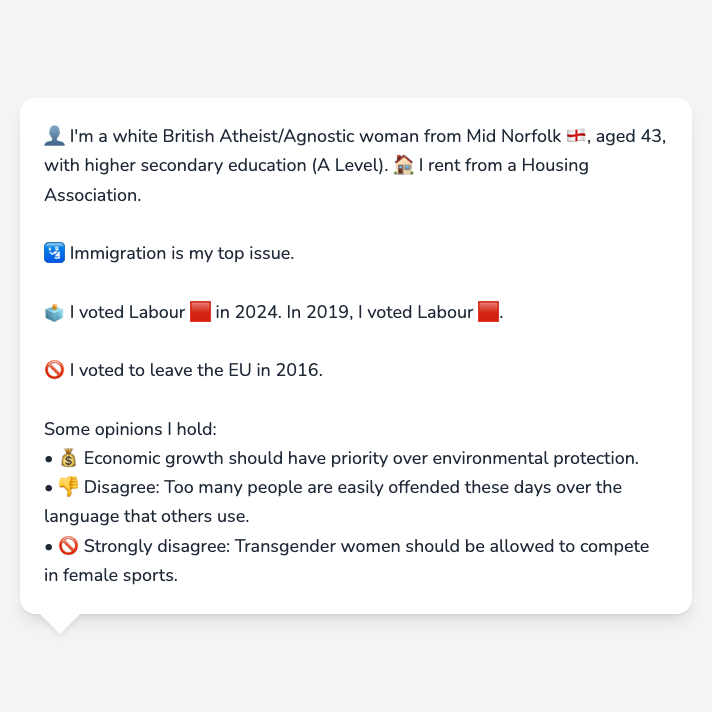 👤 I'm a white British Atheist/Agnostic woman from Mid Norfolk 🏴󠁧󠁢󠁥󠁮󠁧󠁿, aged 43,
with higher secondary education (A Level). 🏠 I rent from a Housing
Association.
🛂 Immigration is my top issue.
🗳️ I voted Labour 🟥 in 2024. In 2019, I voted Labour 🟥.
🚫 I voted to leave the EU in 2016.
Some opinions I hold:
• 💰 Economic growth should have priority over environmental protection.
• 👎 Disagree: Too many people are easily offended these days over the
language that others use.
• 🚫 Strongly disagree: Transgender women should be allowed to compete
in female sports.